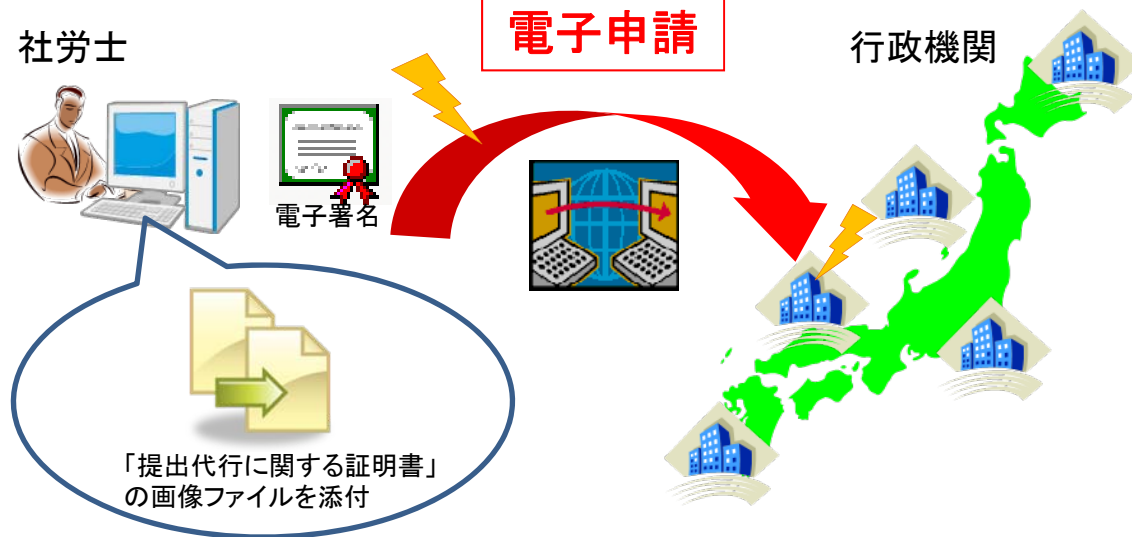 電子申請
社労士
行政機関
電子署名
「提出代行に関する証明書」
の画像ファイルを添付